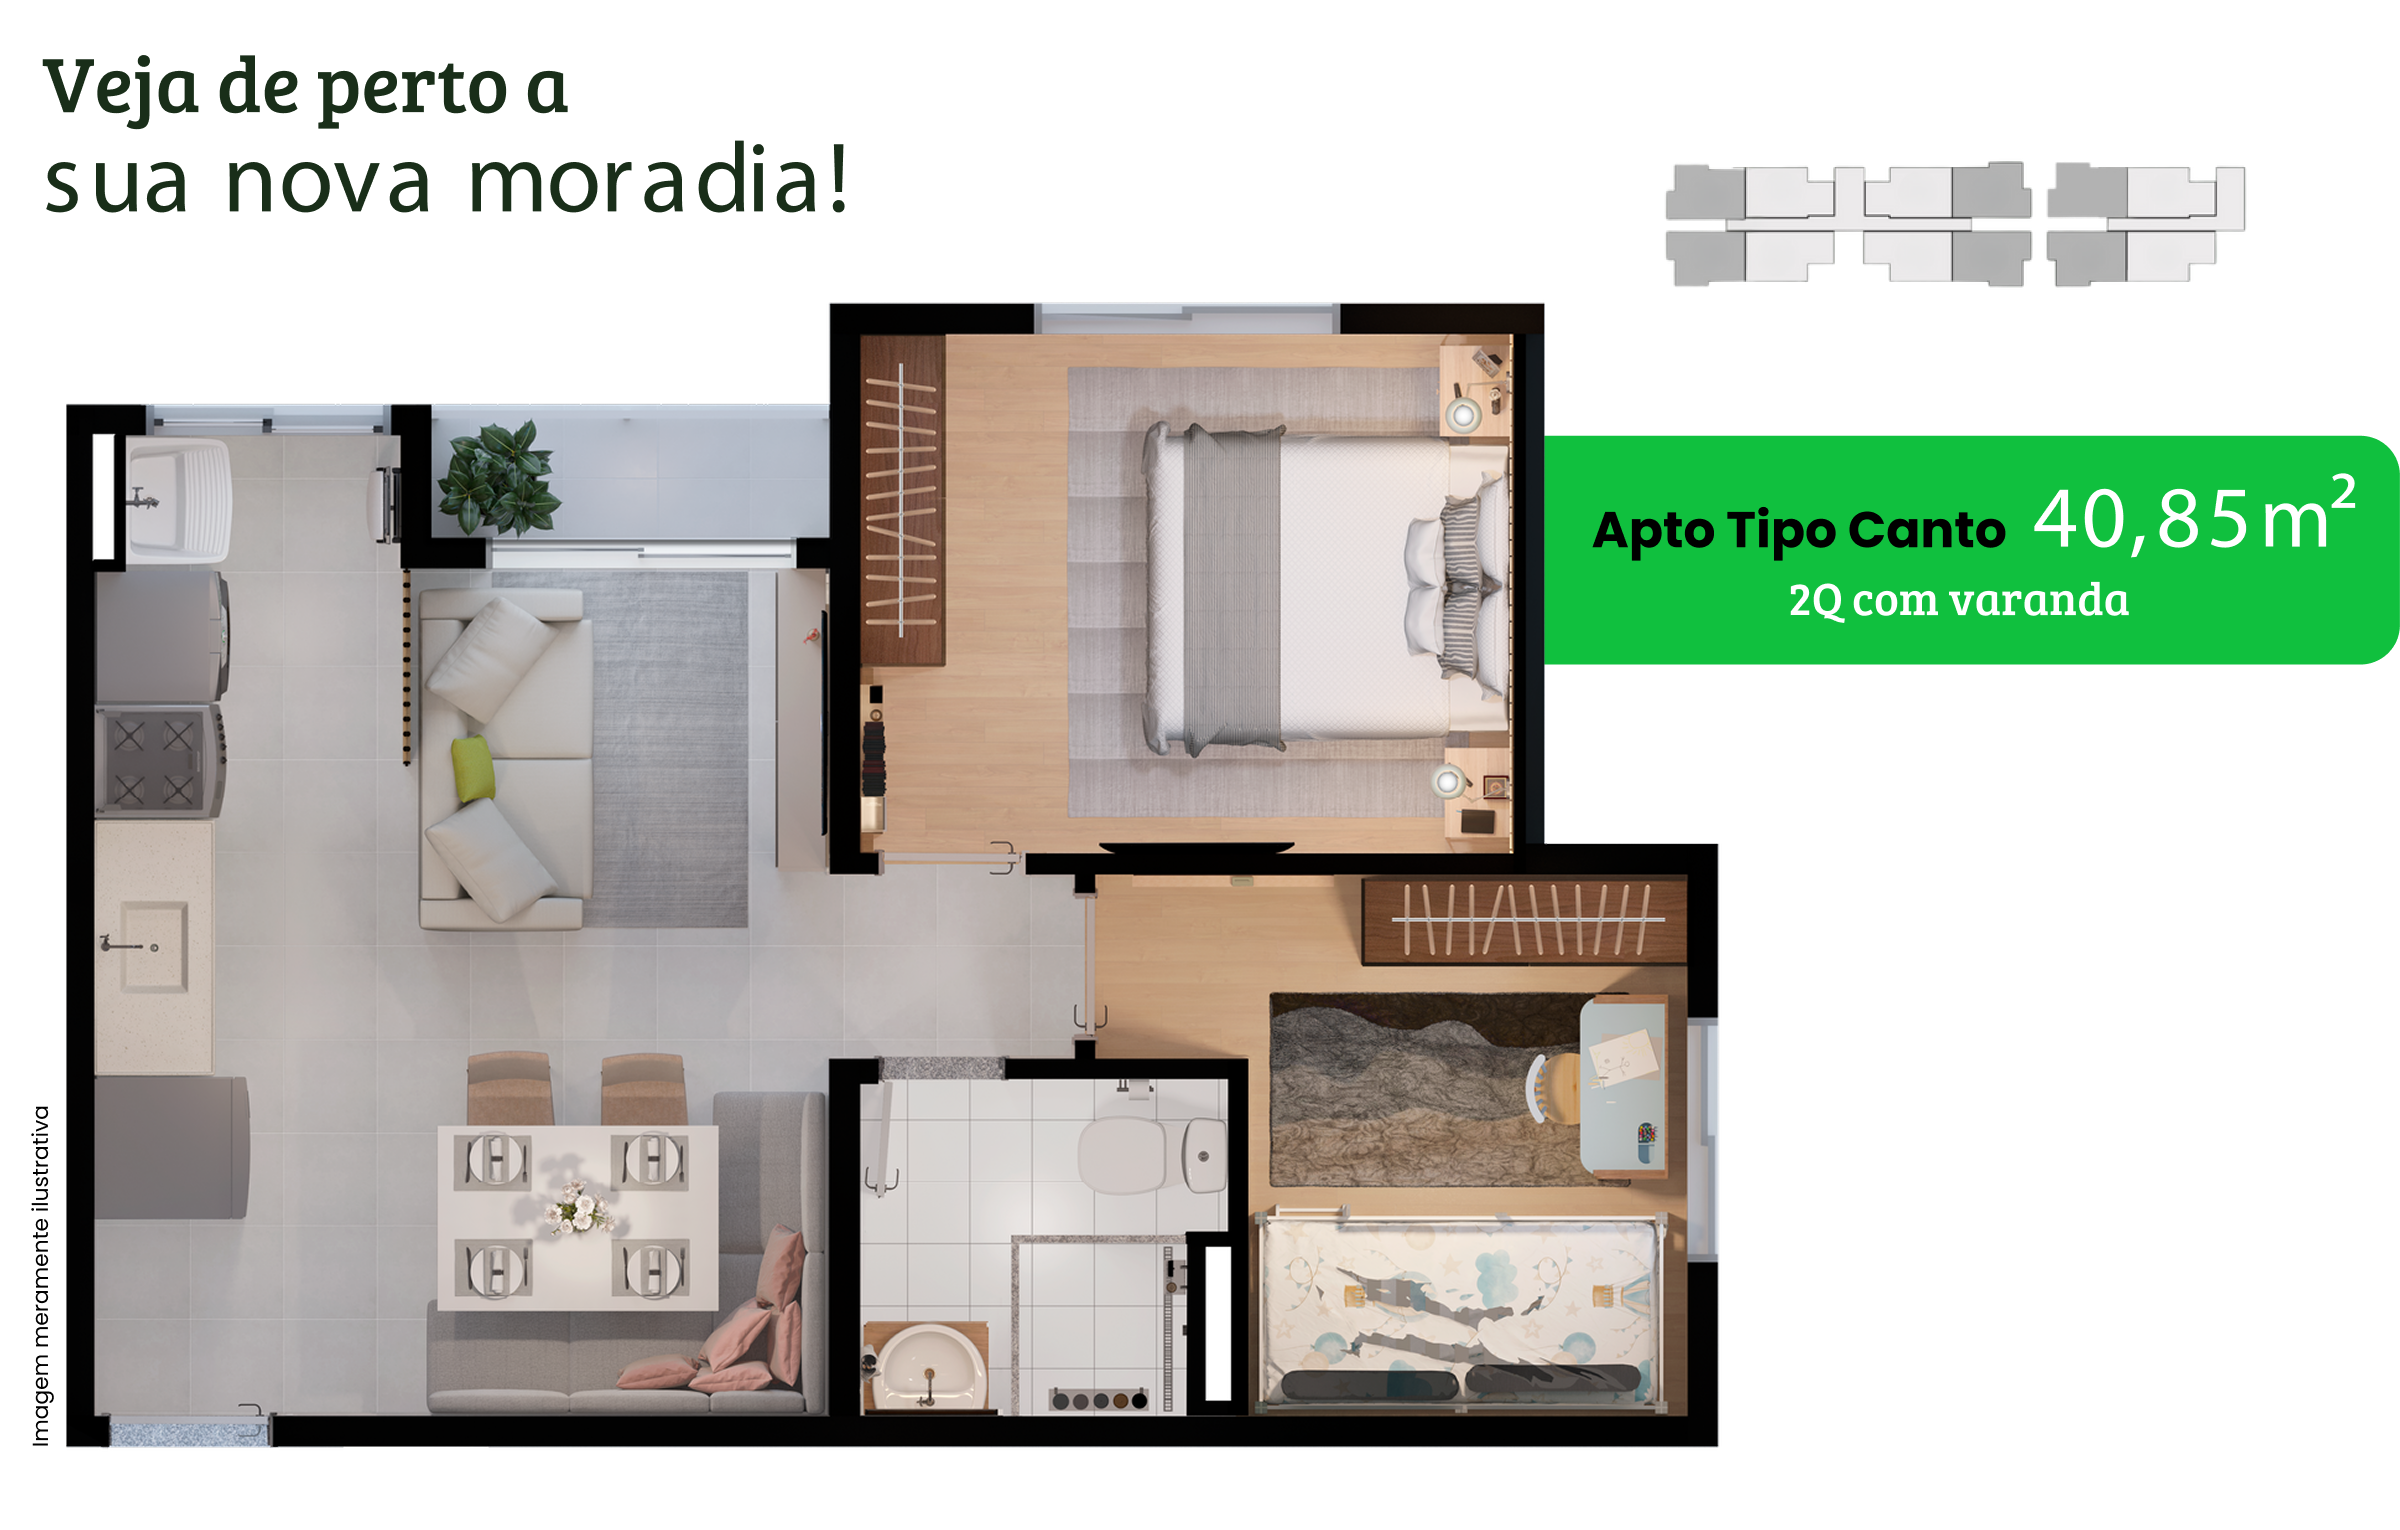 Veja de perto a
sua nova moradia!
Apto Tipo Canto 40,85m²
2Q com varanda
Imagem meramente ilustrativa